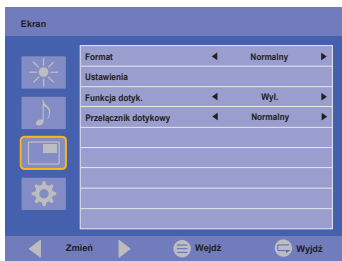 Ekran
Format Normalny
Ustawienia
Funkcja dotyk. Wył.
Przełącznik dotykowy Normalny
Zmień Wejdź Wyjdź